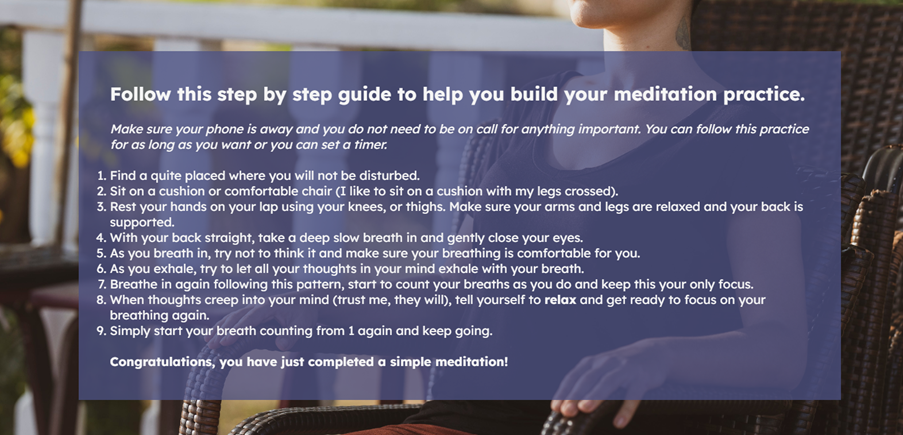 Follow this step by step guide to help you build your meditation practice.
Make sure your phone is away and you do not need to be on call for anything important. You can follow this practice
for as long as you want or you can set a timer.
1. Find a quite placed where you will not be disturbed.
2. Sit on a cushion or comfortable chair (I like to sit on a cushion with my legs crossed).
3. Rest your hands on your lap using your knees, or thighs. Make sure your arms and legs are relaxed and your back is
supported.
4. With your back straight, take a deep slow breath in and gently close your eyes.
5. As you breath in, try not to think it and make sure your breathing is comfortable for you.
6. As you exhale, try to let all your thoughts in your mind exhale with your breath.
7. Breathe in again following this pattern, start to count your breaths as you do and keep this your only focus.
8. When thoughts creep into your mind (trust me, they will), tell yourself to relax and get ready to focus on your
breathing again.
9. Simply start your breath counting from 1 again and keep going.
Congratulations, you have just completed a simple meditation!